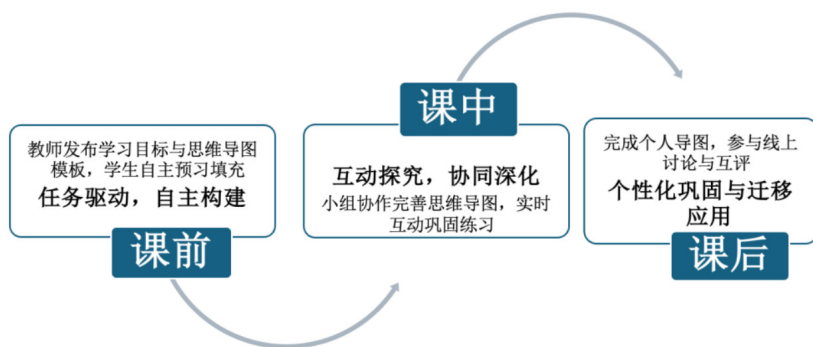 教师发布学习目标与思维导图
模板，学生自主预习填充
任务驱动，自主构建
课前
课中
互动探究，协同深化
小组协作完善思维导图，实时
互动巩固练习
完成个人导图，参与线上
讨论与互评
个性化巩固与迁移
应用
课后